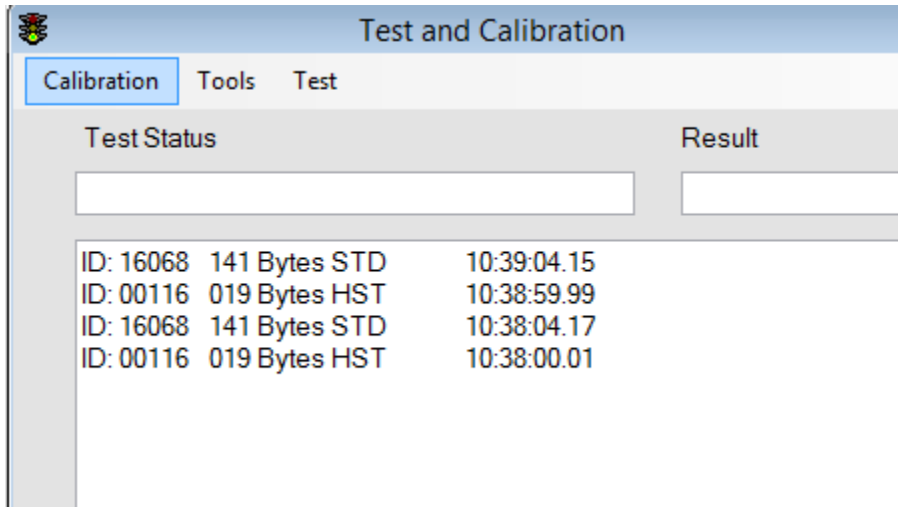 Test and Calibration
Calibration Tools Test
Test Status Result
ID: 16068 141 Bytes STD 10:39:04.15
ID: 00116 019 Bytes HST 10:38:59.99
ID: 16068 141 Bytes STD 10:38:04.17
ID: 00116 019 Bytes HST 10:38:00.01